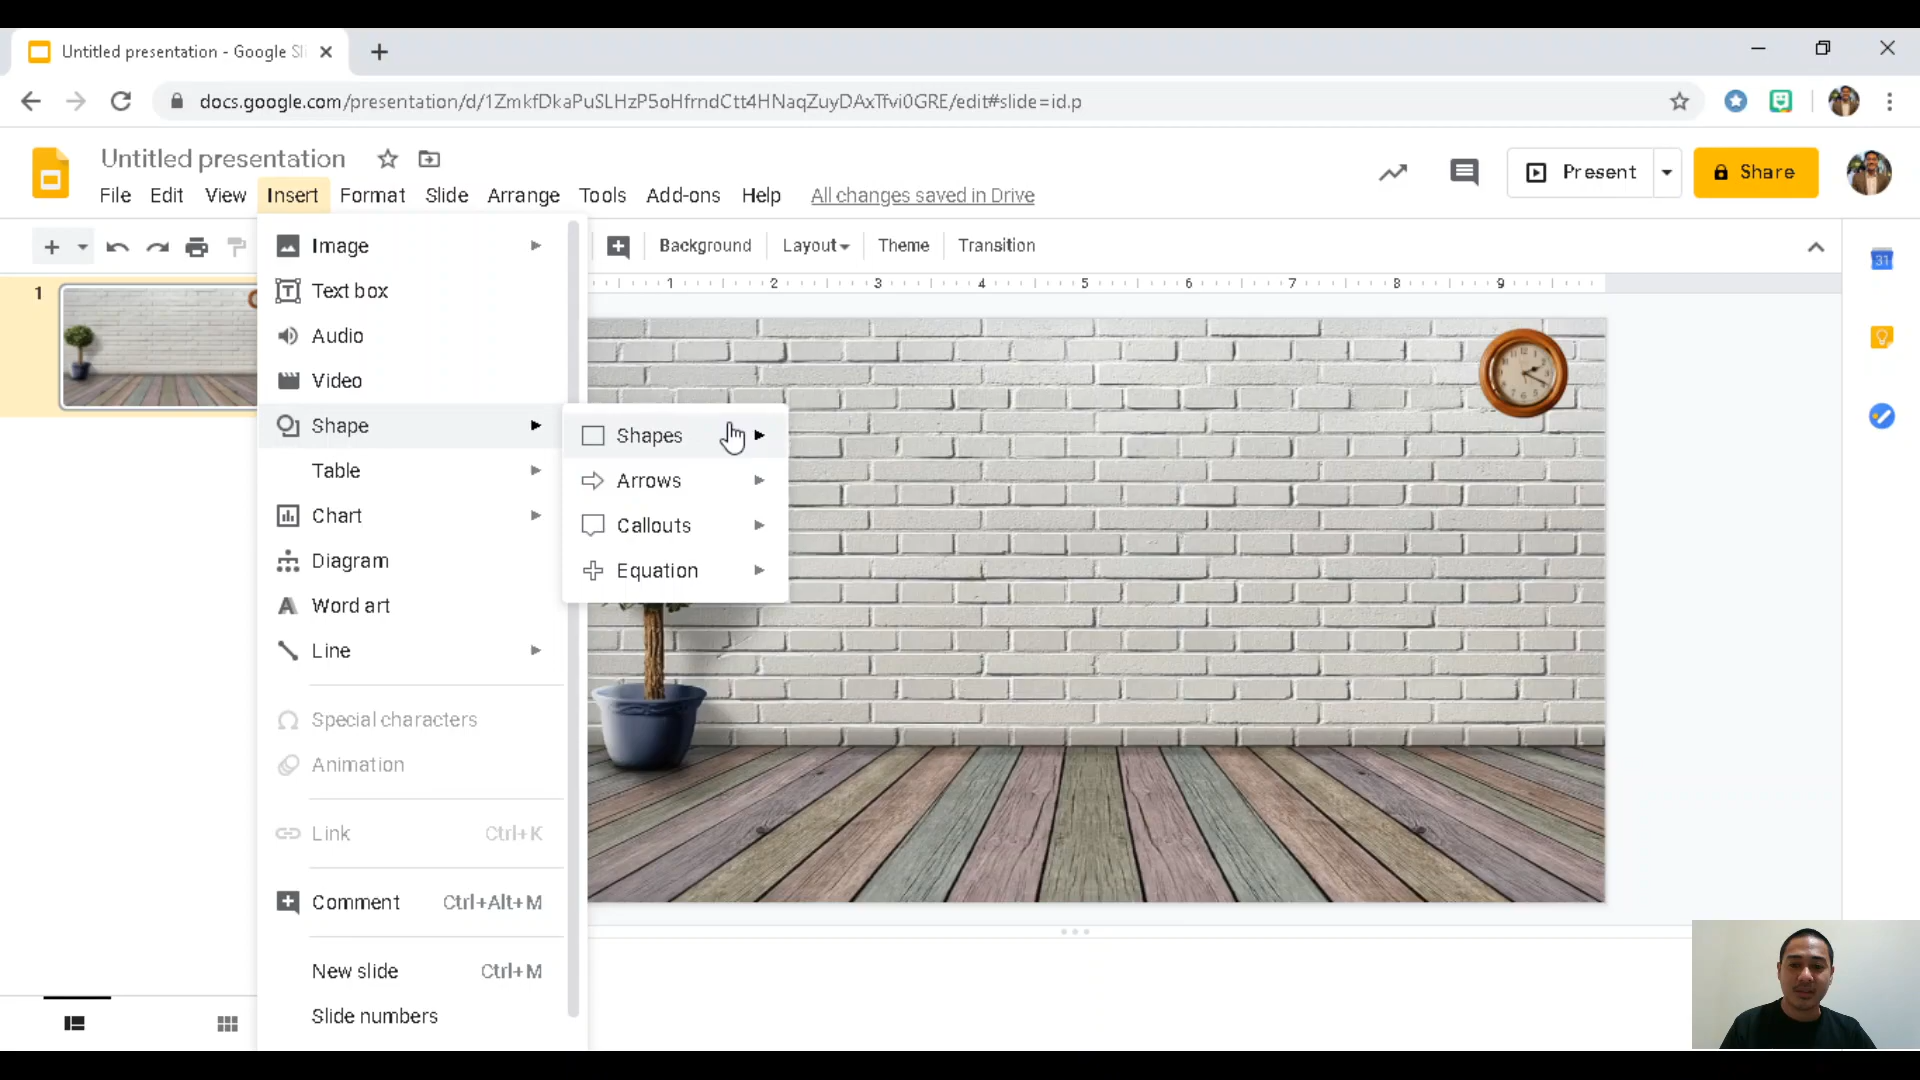 Untitled presentation - Google Sli
docs.google.com/presentation/d/1ZmkfDkaPuSLHzP5oHfrndCtt4HNaqZuyDAxTfvi0GRE/edit#slide=id.p
Untitled presentation
File Edit View Insert Format Slide Arrange Tools Add-ons Help All changes saved in Drive
Present
Share
Background Layout Theme Transition
31
1 2 3 4 5 6 7 8 9
1
Image
Text box
Audio
Video
Shape
Table
Chart
Diagram
Word art
Line
Special characters
Animation
Link Ctrl+K
Comment Ctrl+Alt+M
New slide Ctrl+M
Slide numbers
Shapes
Arrows
Callouts
Equation